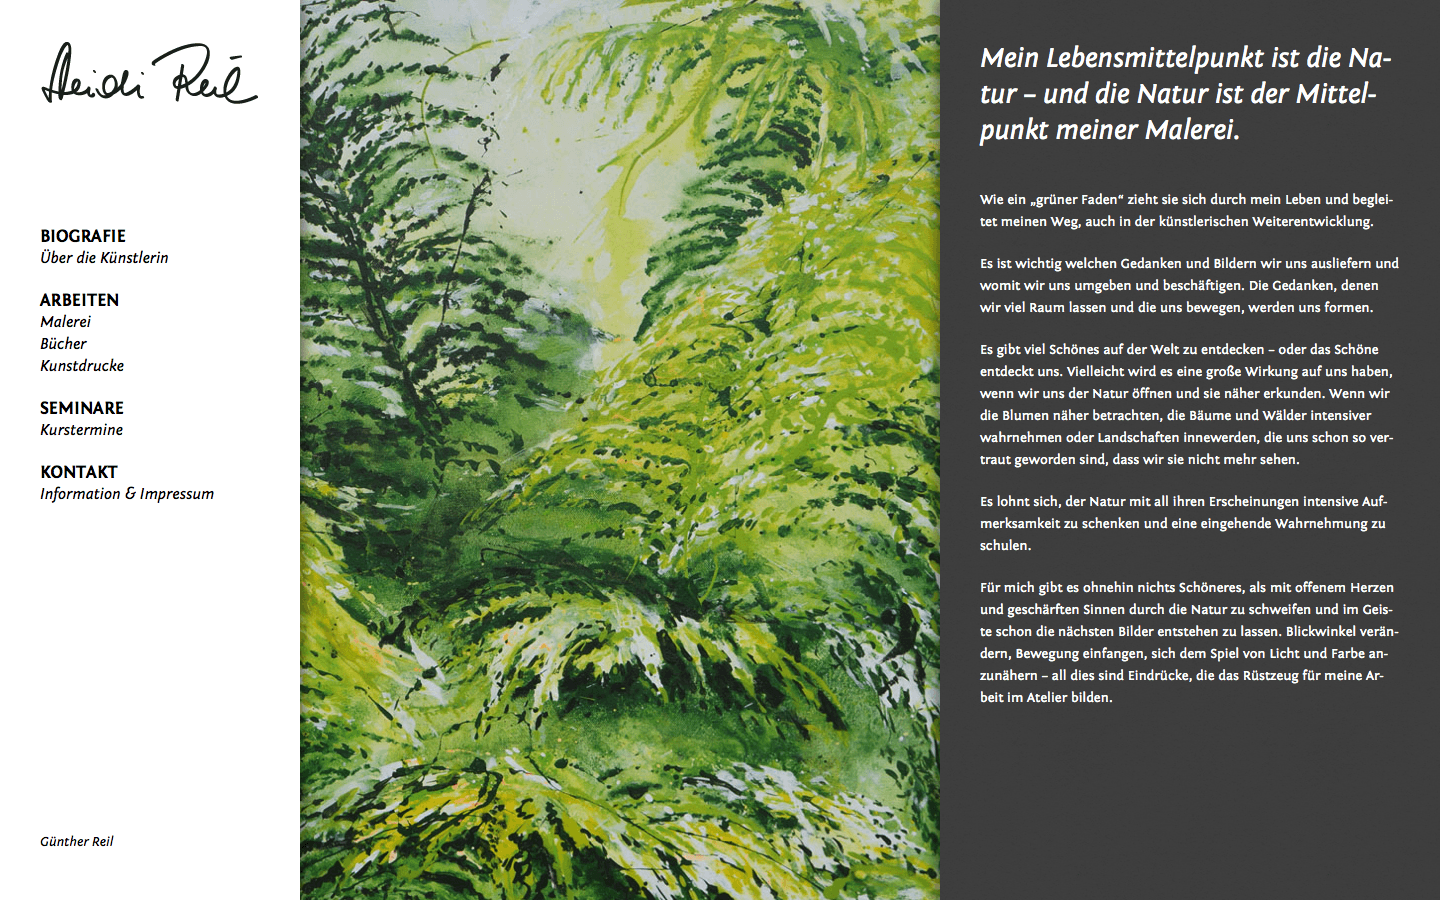 Heidi Reil
BIOGRAFIE
Über die Künstlerin
ARBEITEN
Malerei
Bücher
Kunstdrucke
SEMINARE
Kurstermine
KONTAKT
Information & Impressum
Günther Reil
Mein Lebensmittelpunkt ist die Na-
tur – und die Natur ist der Mittel-
punkt meiner Malerei.
Wie ein „grüner Faden“ zieht sie sich durch mein Leben und beglei-
tet meinen Weg, auch in der künstlerischen Weiterentwicklung.
Es ist wichtig welchen Gedanken und Bildern wir uns ausliefern und
womit wir uns umgeben und beschäftigen. Die Gedanken, denen
wir viel Raum lassen und die uns bewegen, werden uns formen.
Es gibt viel Schönes auf der Welt zu entdecken – oder das Schöne
entdeckt uns. Vielleicht wird es eine große Wirkung auf uns haben,
wenn wir uns der Natur öffnen und sie näher erkunden. Wenn wir
die Blumen näher betrachten, die Bäume und Wälder intensiver
wahrnehmen oder Landschaften innewerden, die uns schon so ver-
traut geworden sind, dass wir sie nicht mehr sehen.
Es lohnt sich, der Natur mit all ihren Erscheinungen intensive Auf-
merksamkeit zu schenken und eine eingehende Wahrnehmung zu
schulen.
Für mich gibt es ohnehin nichts Schöneres, als mit offenem Herzen
und geschärften Sinnen durch die Natur zu schweifen und im Geis-
te schon die nächsten Bilder entstehen zu lassen. Blickwinkel verän-
dern, Bewegung einfangen, sich dem Spiel von Licht und Farbe an-
zunähern – all dies sind Eindrücke, die das Rüstzeug für meine Ar-
beit im Atelier bilden.